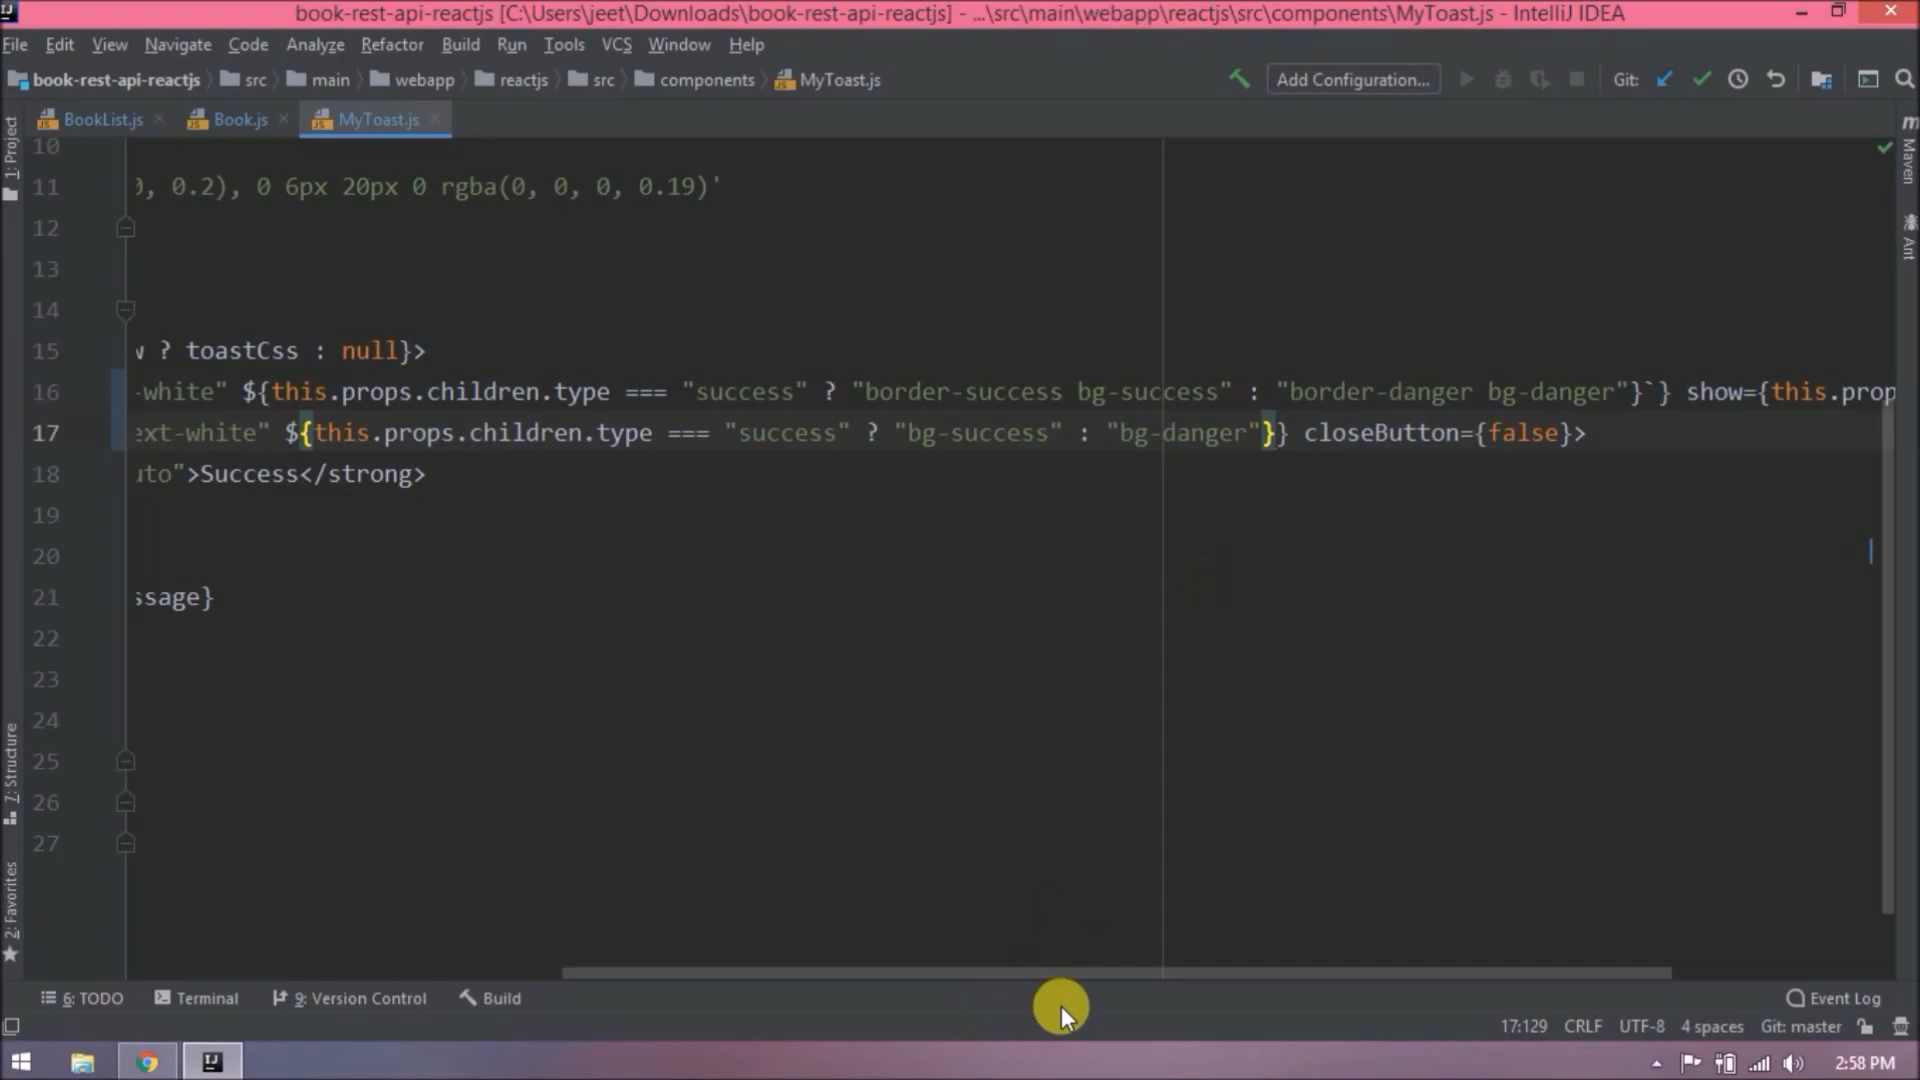 book-rest-api-reactjs [C:\Users\jeet\Downloads\book-rest-api-reactjs] - ...\src\main\webapp\reactjs\src\components\MyToast.js - IntelliJ IDEA
File Edit View Navigate Code Analyze Refactor Build Run Tools VCS Window Help
book-rest-api-reactjs src main webapp reactjs src components MyToast.js Add Configuration... Git:
BookList.js Book.js MyToast.js
1: Project
Maven
Ant
10
11 0, 0.2), 0 6px 20px 0 rgba(0, 0, 0, 0.19)'
12
13
14
15 w ? toastCss : null}>
16 -white" ${this.props.children.type === "success" ? "border-success bg-success" : "border-danger bg-danger"}`} show={this.prop
17 ext-white" ${this.props.children.type === "success" ? "bg-success" : "bg-danger"}} closeButton={false}>
18 uto">Success</strong>
19
20
21 ssage}
22
23
24
25
26
27
7: Structure
2: Favorites
6: TODO Terminal 9: Version Control Build Event Log
17:129 CRLF UTF-8 4 spaces Git: master
2:58 PM